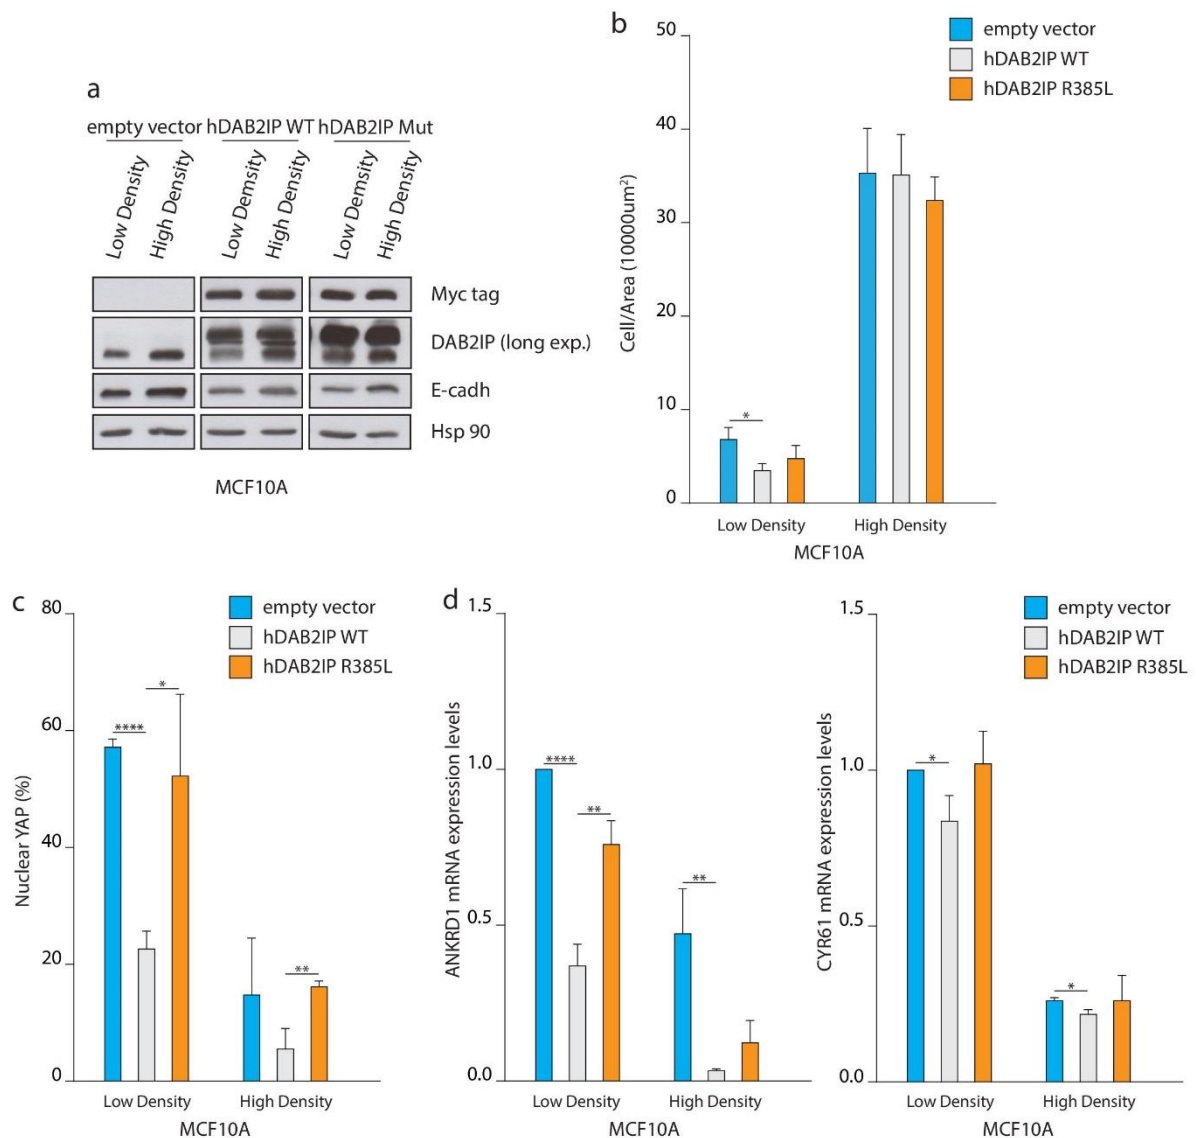 a
empty vector hDAB2IP WT hDAB2IP Mut
Low Density
High Density
Low Demsity
High Density
Low Density
High Density
Myc tag
DAB2IP (long exp.)
E-cadh
Hsp 90
MCF10A
b
empty vector
hDAB2IP WT
hDAB2IP R385L
50
40
30
20
10
0
Cell/Area (10000um²)
*
Low Density High Density
MCF10A
c
empty vector
hDAB2IP WT
hDAB2IP R385L
80
60
40
20
0
Nuclear YAP (%)
****
*
**
Low Density High Density
MCF10A
d
1.5
1.0
0.5
0.0
ANKRD1 mRNA expression levels
****
**
**
Low Density High Density
MCF10A
empty vector
hDAB2IP WT
hDAB2IP R385L
1.5
1.0
0.5
0.0
CYR61 mRNA expression levels
*
*
Low Density High Density
MCF10A